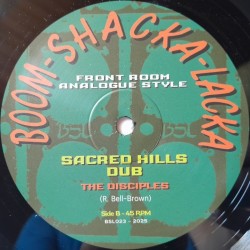 BOOM-SHACKA-LACKA
FRONT ROOM
ANALOGUE STYLE
BSL
BSL
SACRED HILLS
DUB
THE DISCIPLES
(R. Bell-Brown)
Side B - 45 RPM
BSL023 - 2025